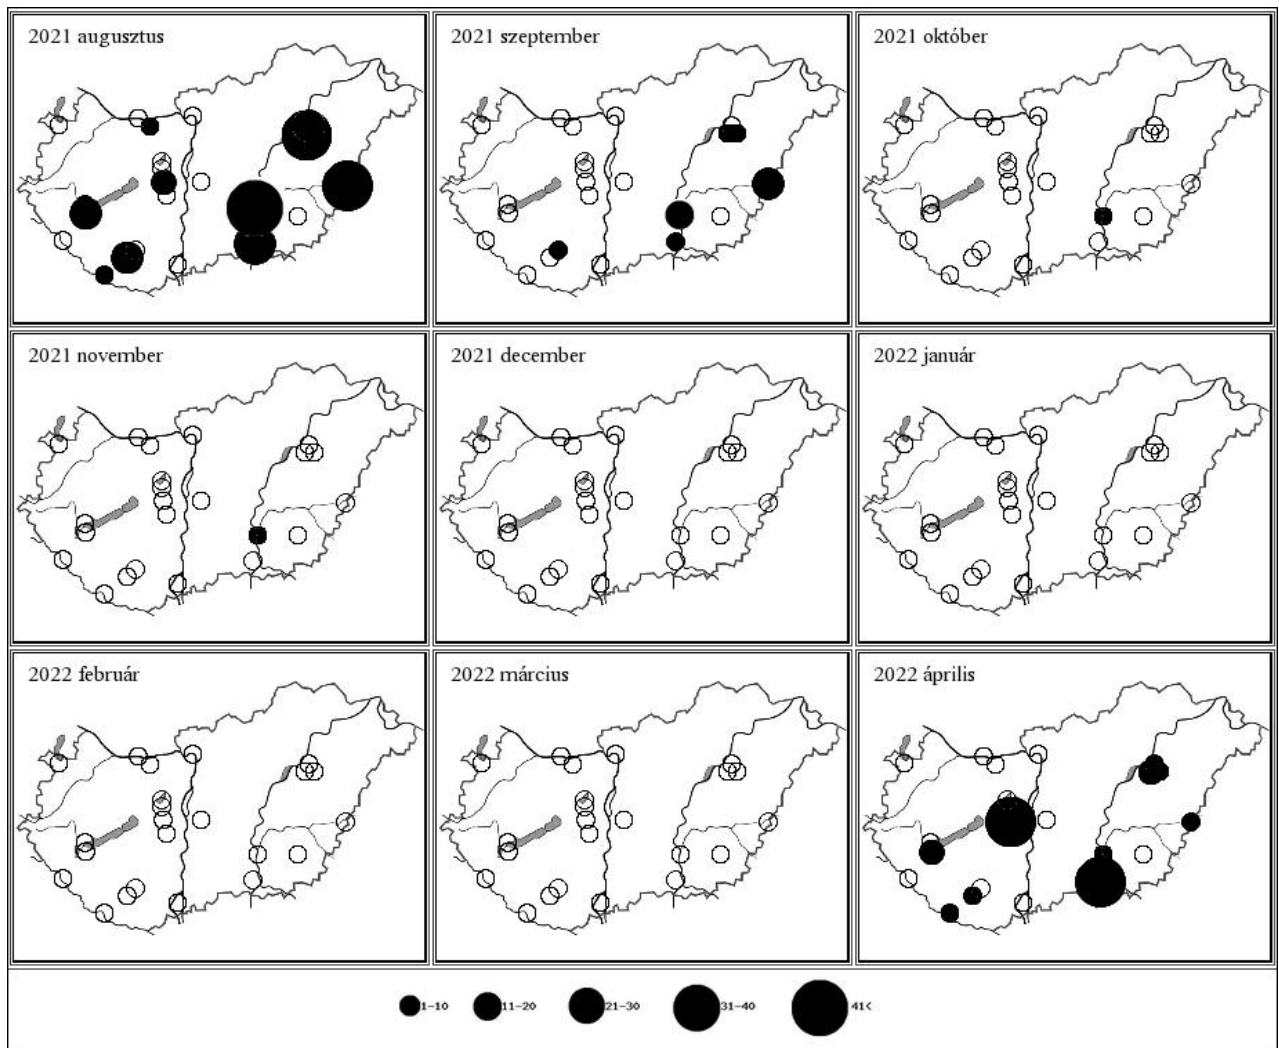 2021 augusztus
2021 szeptember
2021 október
2021 november
2021 december
2022 január
2022 február
2022 március
2022 április
1-10
11-20
21-30
31-40
41<